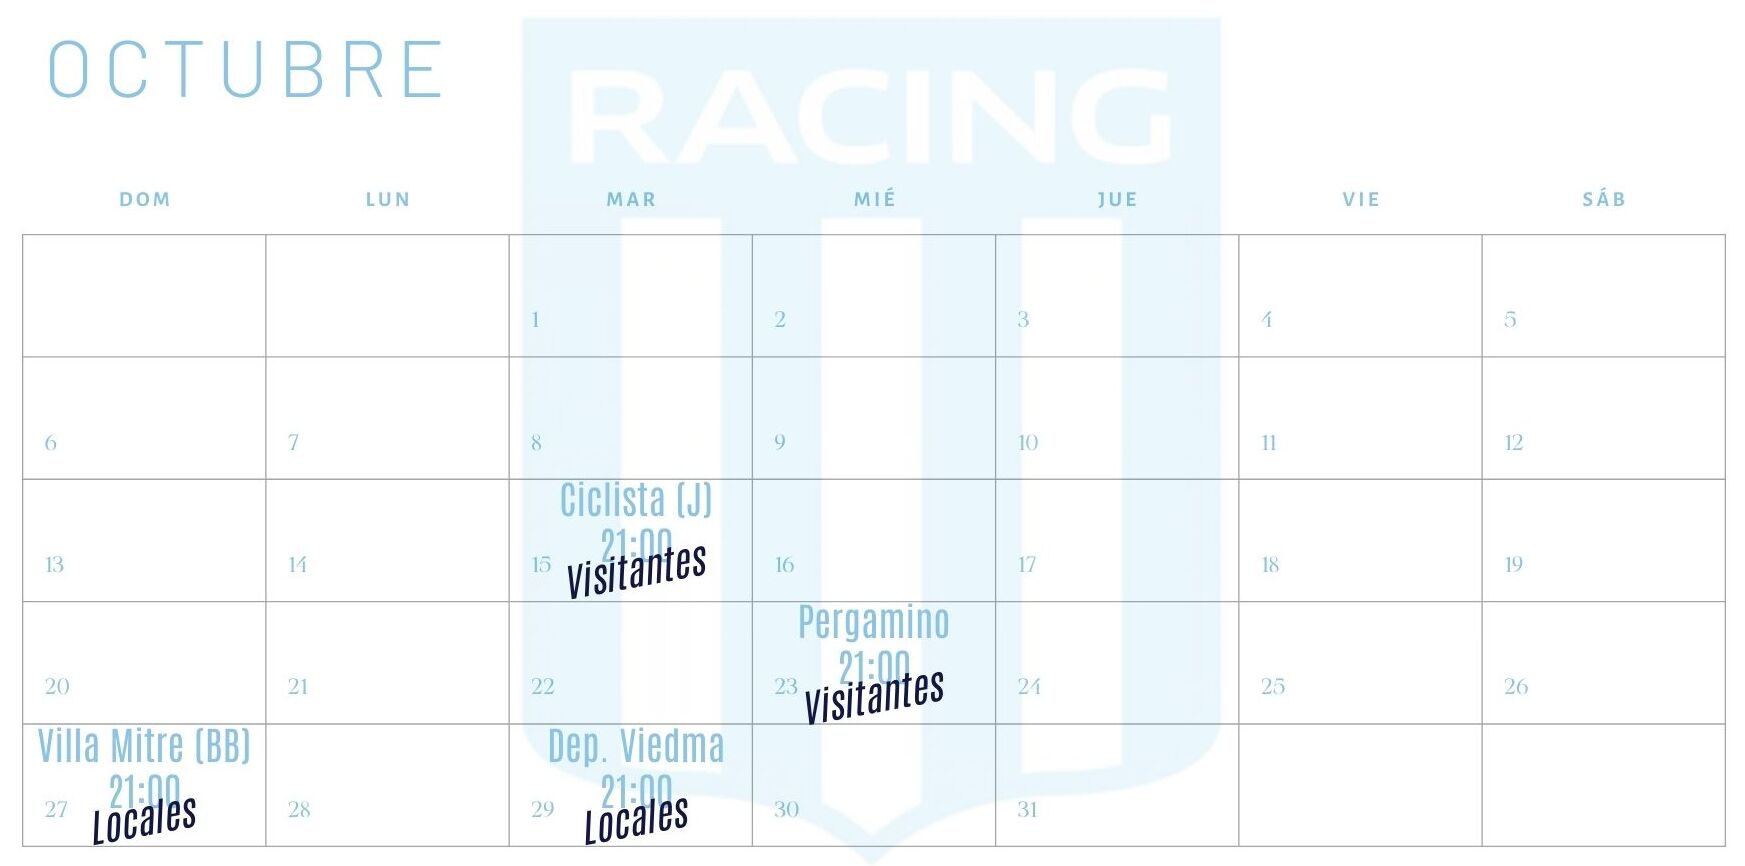 OCTUBRE
RACING
DOM LUN MAR MIÉ JUE VIE SÁB
1 2 3 4 5
6 7 8 9 10 11 12
Ciclista (J)
21:00
Visitantes
13 14 15 16 17 18 19
Pergamino
21:00
Visitantes
20 21 22 23 24 25 26
Villa Mitre (BB)
21:00
Locales
Dep. Viedma
21:00
Locales
27 28 29 30 31